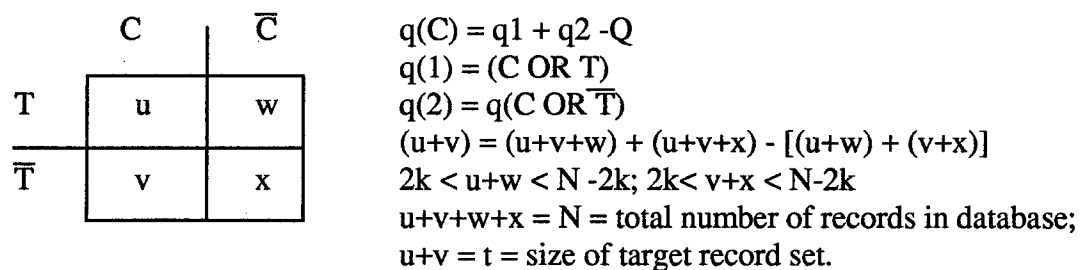 C C̅
T u w
T̅ v x
q(C) = q1 + q2 -Q
q(1) = (C OR T)
q(2) = q(C OR T̅)
(u+v) = (u+v+w) + (u+v+x) - [(u+w) + (v+x)]
2k < u+w < N -2k; 2k< v+x < N-2k
u+v+w+x = N = total number of records in database;
u+v = t = size of target record set.